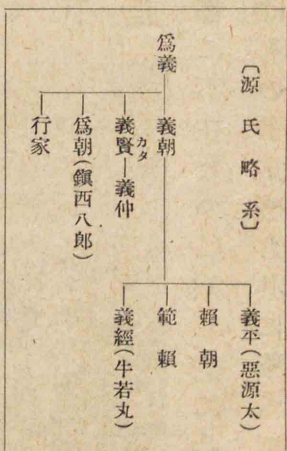 〔源氏略系〕
爲義
義朝
義賢―義仲
カタ
爲朝(鎭西八郎)
行家
義平(惡源太)
賴朝
範賴
義經(牛若丸)